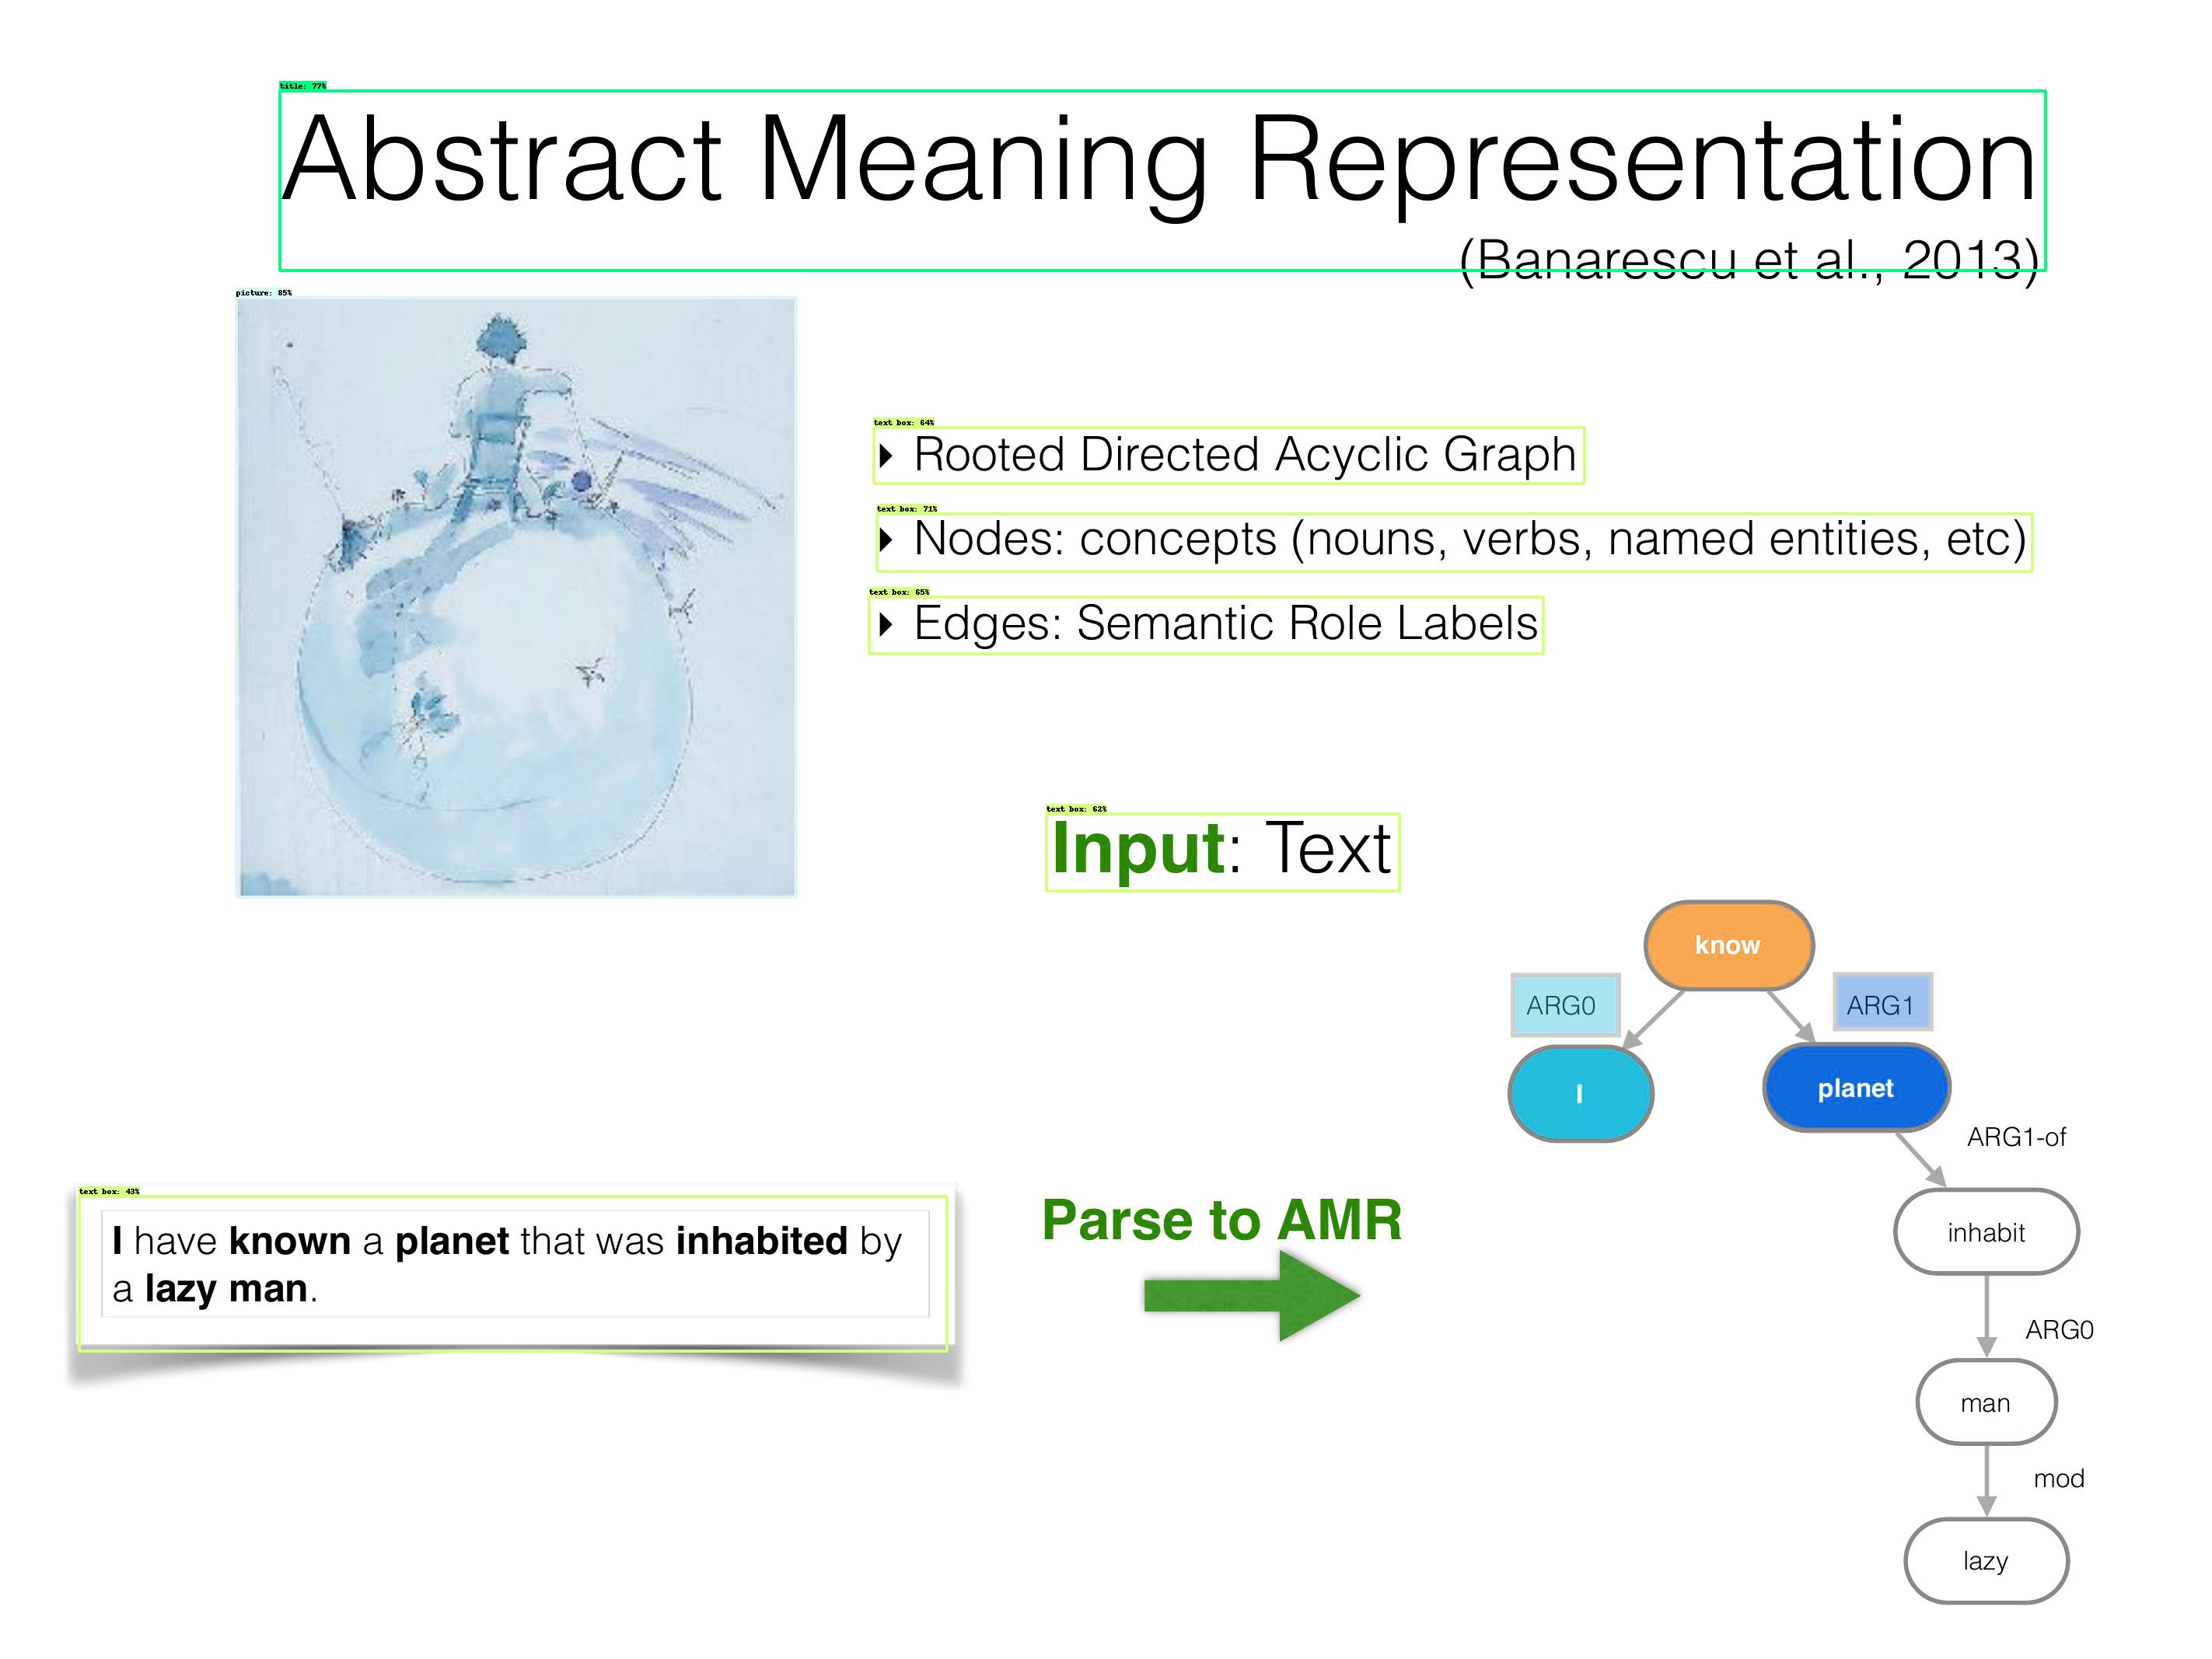 title: 77%
Abstract Meaning Representation
(Banarescu et al., 2013)
picture: 85%
text box: 64%
Rooted Directed Acyclic Graph
text box: 71%
Nodes: concepts (nouns, verbs, named entities, etc)
text box: 65%
Edges: Semantic Role Labels
text box: 62%
Input: Text
know
ARG0
ARG1
I
planet
ARG1-of
text box: 43%
I have known a planet that was inhabited by
a lazy man.
Parse to AMR
inhabit
ARG0
man
mod
lazy